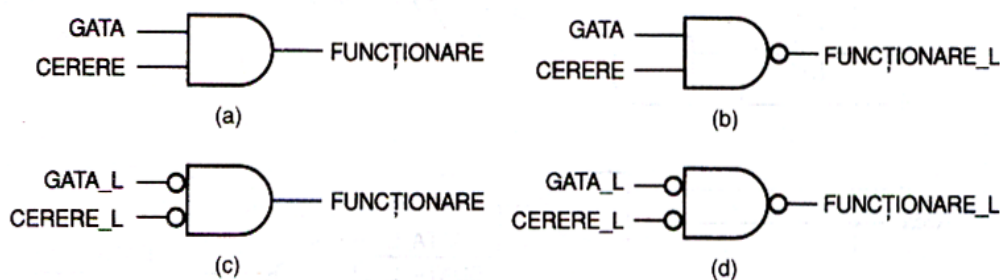 GATA
CERERE
FUNCȚIONARE
(a)
GATA
CERERE
FUNCȚIONARE_L
(b)
GATA_L
CERERE_L
FUNCȚIONARE
(c)
GATA_L
CERERE_L
FUNCȚIONARE_L
(d)